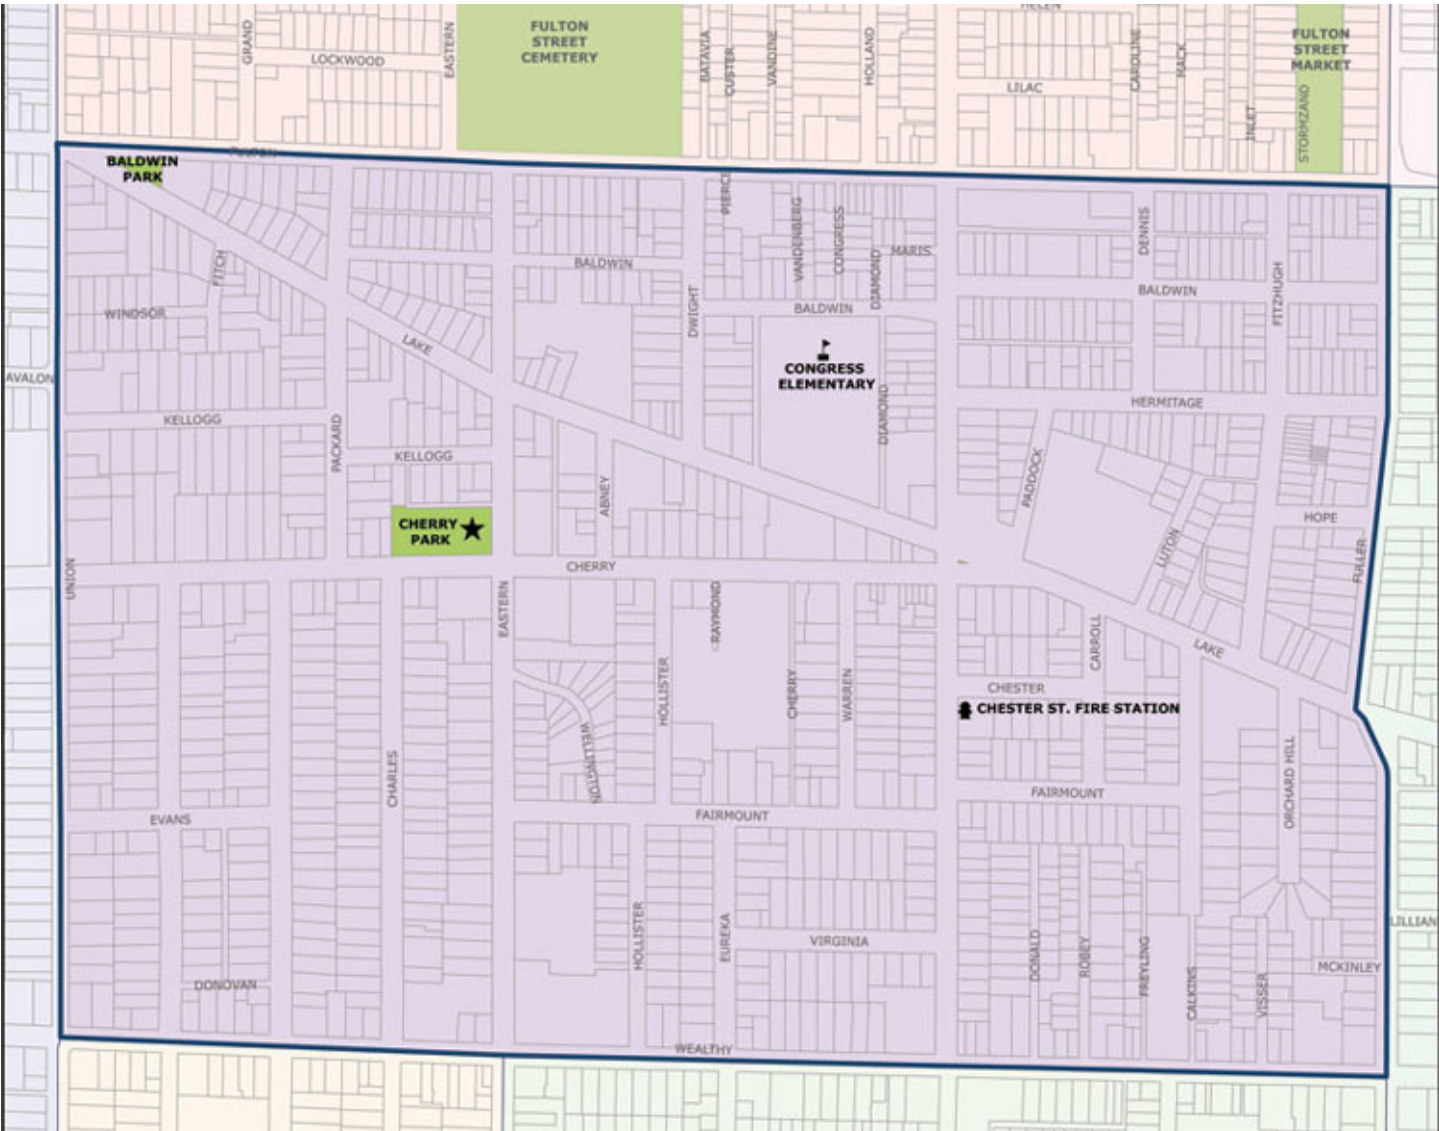 HELEN
GRAND
LOCKWOOD
EASTERN
FULTON
STREET
CEMETERY
BATAVIA
CUSTER
VANDINE
HOLLAND
LILAC
CAROLINE
MACK
INLET
FULTON
STREET
MARKET
STORMZAND
BALDWIN
PARK
PIERCE
VANDENBERG
CONGRESS
DIAMOND
MARIS
DENNIS
FITCH
BALDWIN
WINDSOR
DWIGHT
BALDWIN
BALDWIN
FITZHUGH
LAKE
CONGRESS
ELEMENTARY
AVALON
KELLOGG
PACKARD
KELLOGG
DIAMOND
HERMITAGE
PADDOCK
ABNEY
CHERRY
PARK
HOPE
LUTON
FULLER
UNION
CHERRY
EASTERN
RAYMOND
CARROLL
LAKE
HOLLISTER
CHERRY
WARREN
CHESTER
CHESTER ST. FIRE STATION
WELLINGTON
CHARLES
ORCHARD HILL
FAIRMOUNT
EVANS
FAIRMOUNT
HOLLISTER
EUREKA
VIRGINIA
DONALD
ROBEY
FREYLING
CALKINS
VISSER
MCKINLEY
LILLIAN
DONOVAN
WEALTHY